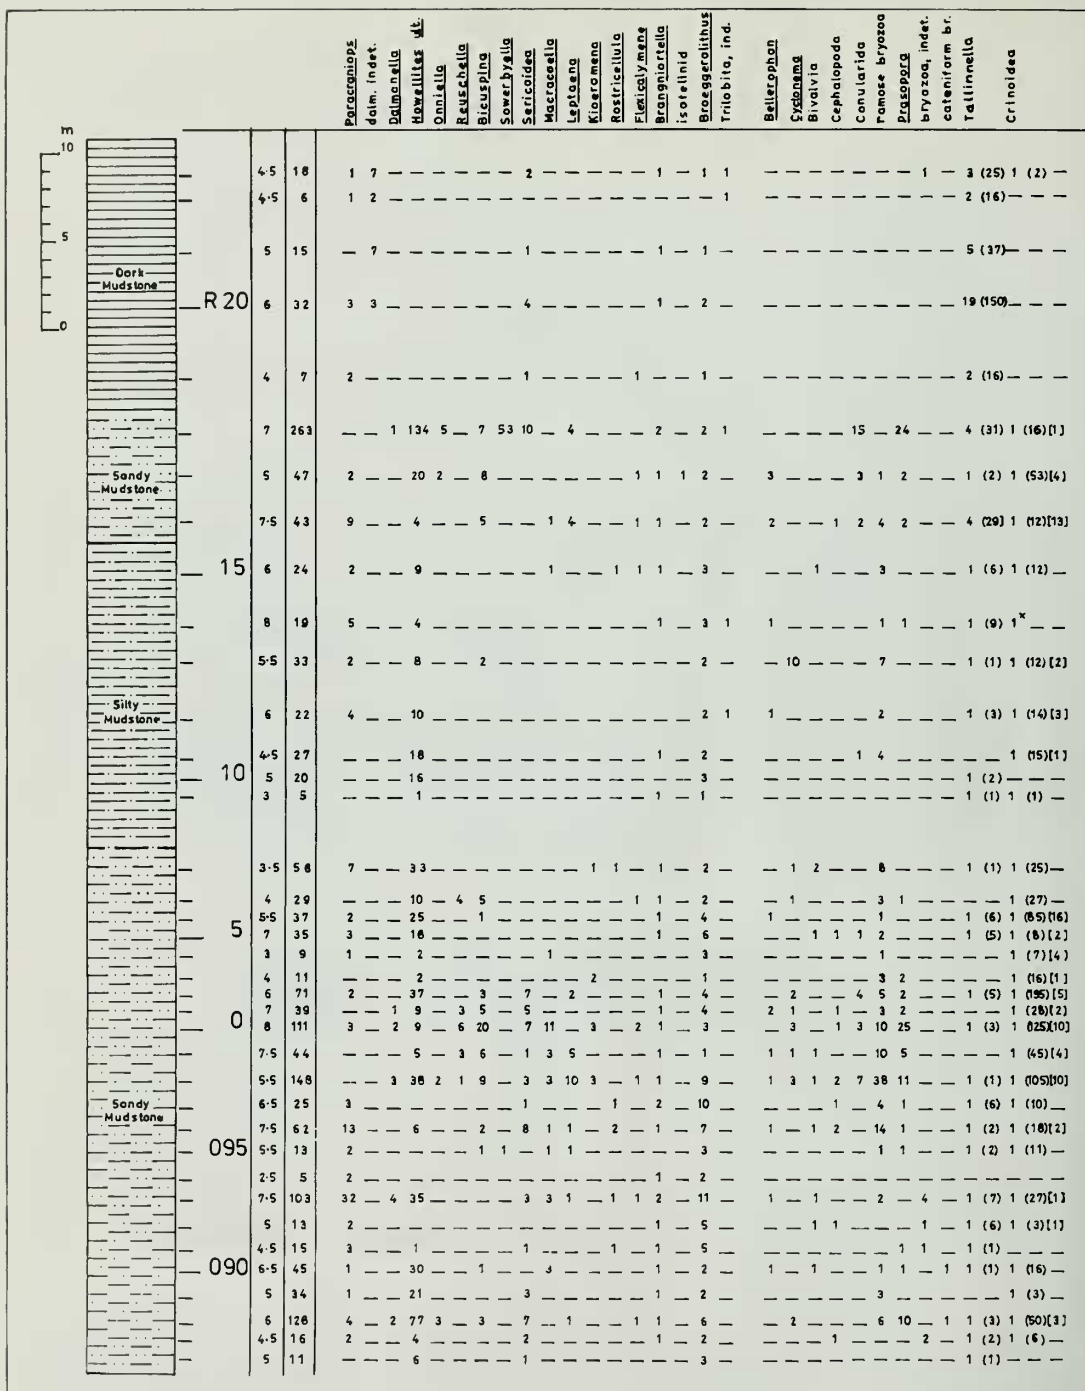 Paracraniops dalm. indet. Dalmanella Howellites ult. Onniella Reuschella Bicuspina Sowerbyella Sericoidea Macrocoelia Leptaena Kiaeromena Rostricellula Flexicalymene Brongniartella isotelinid Broeggerolithus Trilobita, ind. Bellerophon Cyclonema Bivalvia Cephalopoda Conularida ramose bryozoa Prasopora bryozoa, indet. cateniform br. Tallinnella Crinoidea
m
10
4·5 18 1 7 — — — — — — 2 — — — — — 1 — 1 1 — — — — — — — 1 — 3 (25) 1 (2) —
4·5 6 1 2 — — — — — — — — — — — — — — — 1 — — — — — — — — — 2 (16) — — —
5
5 15 — 7 — — — — — — 1 — — — — — 1 — 1 — — — — — — — — — — 5 (37) — — —
Dark
Mudstone
R 20 6 32 3 3 — — — — — — 4 — — — — — 1 — 2 — — — — — — — — — — 19 (150) — — —
0
4 7 2 — — — — — — — 1 — — — — 1 — — 1 — — — — — — — — — — 2 (16) — — —
7 263 — — 1 134 5 — 7 53 10 — 4 — — — 2 — 2 1 — — — — 15 — 24 — — 4 (31) 1 (16)[1]
Sandy
Mudstone
5 47 2 — — 20 2 — 8 — — — — — — 1 1 1 2 — 3 — — — 3 1 2 — — 1 (2) 1 (53)[4]
7·5 43 9 — — 4 — — 5 — — 1 4 — — 1 1 — 2 — 2 — — 1 2 4 2 — — 4 (29] 1 (12)[13]
15 6 24 2 — — 9 — — — — — 1 — — 1 1 1 — 3 — — — 1 — — 3 — — — 1 (6) 1 (12) —
8 19 5 — — 4 — — — — — — — — — — 1 — 3 1 1 — — — — 1 1 — — 1 (9) 1x — —
5·5 33 2 — — 8 — — 2 — — — — — — — — — 2 — — 10 — — — 7 — — — 1 (1) 1 (12)[2]
Silty
Mudstone
6 22 4 — — 10 — — — — — — — — — — — — 2 1 1 — — — — 2 — — — 1 (3) 1 (14)[3]
4·5 27 — — — 18 — — — — — — — — — — 1 — 2 — — — — — 1 4 — — — — — 1 (15)[1]
10 5 20 — — — 16 — — — — — — — — — — — — 3 — — — — — — — — — — 1 (2) — — —
3 5 — — — 1 — — — — — — — — — — 1 — 1 — — — — — — — — — — 1 (1) 1 (1) —
3·5 58 7 — — 33 — — — — — — — 1 1 — 1 — 2 — — 1 2 — — 8 — — — 1 (1) 1 (25) —
4 29 — — — 10 — 4 5 — — — — — — 1 1 — 2 — — 1 — — — 3 1 — — — — 1 (27) —
5·5 37 2 — — 25 — — 1 — — — — — — — 1 — 4 — 1 — — — — 1 — — — 1 (6) 1 (85)[16]
5 7 35 3 — — 16 — — — — — — — — — — 1 — 6 — — — 1 1 1 2 — — — 1 (5) 1 (8)[2]
3 9 1 — — 2 — — — — — 1 — — — — — — 3 — — — — — — 1 — — — — — 1 (7)[4]
4 11 — — — 2 — — — — — — — 2 — — — — 1 — — — — — — 3 2 — — — — 1 (16)[1]
6 71 2 — — 37 — — 3 — 7 — 2 — — — 1 — 4 — — 2 — — 4 5 2 — — 1 (5) 1 (195)[5]
7 39 — — 1 9 — 3 5 — 5 — — — — — 1 — 4 — 2 1 — 1 — 3 2 — — — — 1 (28)[2]
0 8 111 3 — 2 9 — 6 20 — 7 11 — 3 — 2 1 — 3 — — 3 — 1 3 10 25 — — 1 (3) 1 (125)[10]
7·5 44 — — — 5 — 3 6 — 1 3 5 — — — 1 — 1 — 1 1 1 — — 10 5 — — — — 1 (45)[4]
5·5 148 — — 3 38 2 1 9 — 3 3 10 3 — 1 1 — 9 — 1 3 1 2 7 38 11 — — 1 (1) 1 (105)[10]
Sandy
Mudstone
6·5 25 3 — — — — — — — 1 — — — 1 — 2 — 10 — — — — 1 — 4 1 — — 1 (6) 1 (10) —
7·5 62 13 — — 6 — — 2 — 8 1 1 — 2 — 1 — 7 — 1 — 1 2 — 14 1 — — 1 (2) 1 (18)[2]
095 5·5 13 2 — — — — — 1 1 — 1 1 — — — — — 3 — — — — — — 1 1 — — 1 (2) 1 (11) —
2·5 5 2 — — — — — — — — — — — — — 1 — 2 — — — — — — — — — — — — — — —
7·5 103 32 — 4 35 — — — — 3 3 1 — 1 1 2 — 11 — 1 — 1 — — 2 — 4 — 1 (7) 1 (27)[1]
5 13 2 — — — — — — — — — — — — — 1 — 5 — — — 1 1 — — — 1 — 1 (6) 1 (3)[1]
4·5 15 3 — — 1 — — — — 1 — — — 1 — 1 — 5 — — — — — — — 1 1 — 1 (1) — — —
090 6·5 45 1 — — 30 — — 1 — — 3 — — — — 1 — 2 — 1 — 1 — — 1 1 — 1 1 (1) 1 (16) —
5 34 1 — — 21 — — — — 3 — — — — — 1 — 2 — — — — — — 3 — — — — — 1 (3) —
6 128 4 — 2 77 3 — 3 — 7 — 1 — — 1 1 — 6 — — 2 — — — 6 10 — 1 1 (3) 1 (50)[3]
4·5 16 2 — — 4 — — — — 2 — — — — — 1 — 2 — — — — 1 — — — 2 — 1 (2) 1 (6) —
5 11 — — — 6 — — — — 1 — — — — — — — 3 — — — — — — — — — — 1 (1) — — —